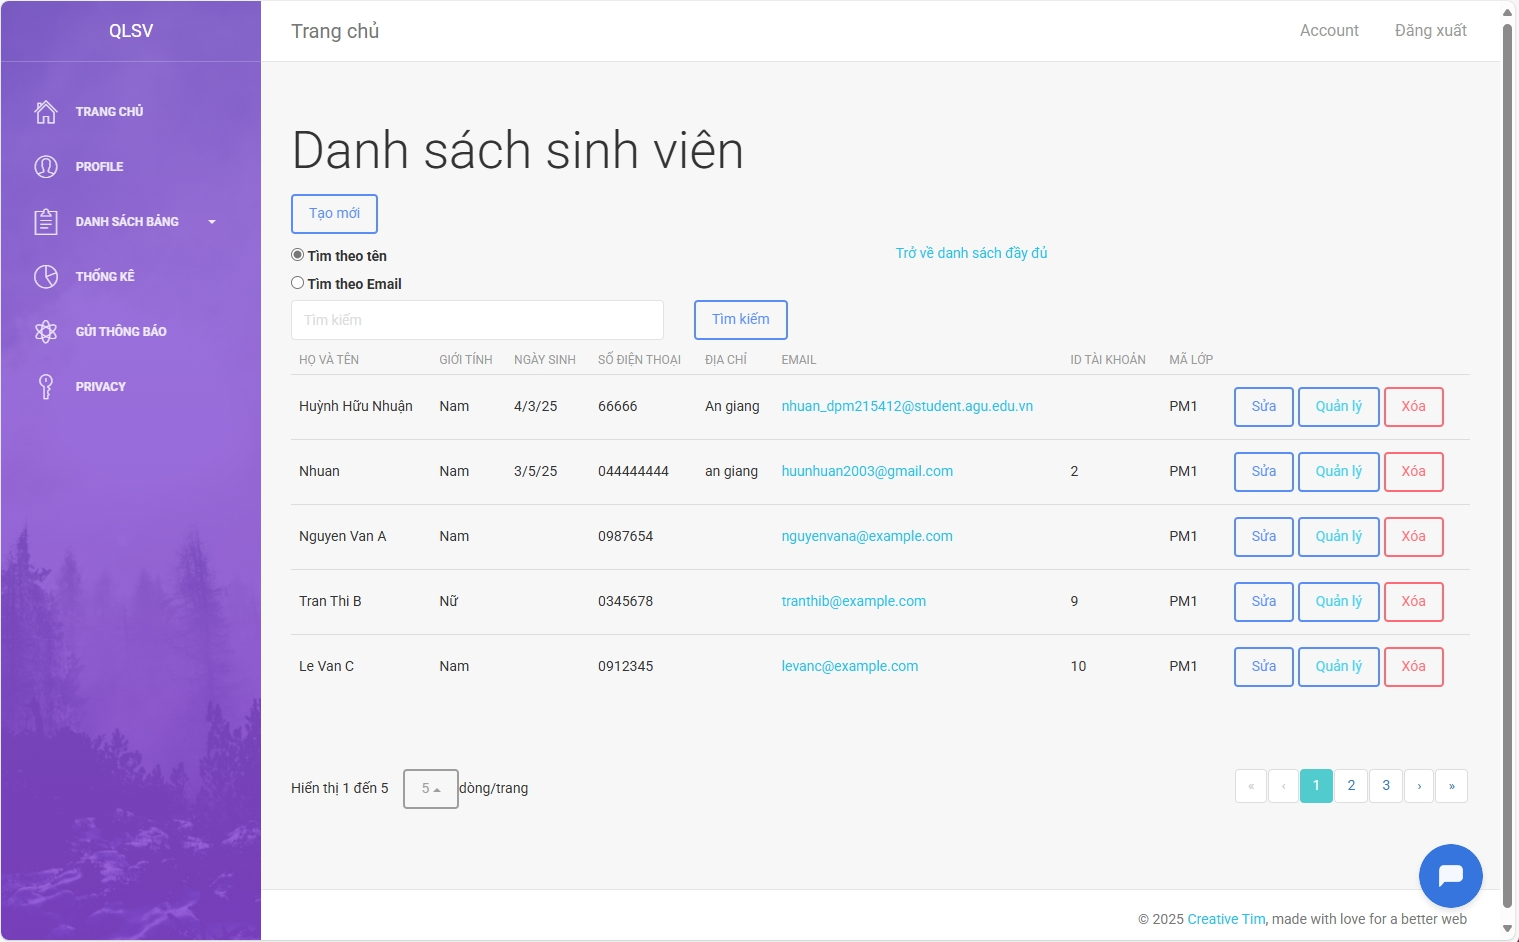 QLSV
Trang chủ
Account
Đăng xuất
TRANG CHỦ
PROFILE
DANH SÁCH BẢNG
THỐNG KÊ
GỬI THÔNG BÁO
PRIVACY
Danh sách sinh viên
Tạo mới
Tìm theo tên
Trở về danh sách đầy đủ
Tìm theo Email
Tìm kiếm
Tìm kiếm
HỌ VÀ TÊN GIỚI TÍNH NGÀY SINH SỐ ĐIỆN THOẠI ĐỊA CHỈ EMAIL ID TÀI KHOẢN MÃ LỚP
Huỳnh Hữu Nhuận Nam 4/3/25 66666 An giang nhuan_dpm215412@student.agu.edu.vn PM1 Sửa Quản lý Xóa
Nhuan Nam 3/5/25 044444444 an giang huunhuan2003@gmail.com 2 PM1 Sửa Quản lý Xóa
Nguyen Van A Nam 0987654 nguyenvana@example.com PM1 Sửa Quản lý Xóa
Tran Thi B Nữ 0345678 tranthib@example.com 9 PM1 Sửa Quản lý Xóa
Le Van C Nam 0912345 levanc@example.com 10 PM1 Sửa Quản lý Xóa
Hiển thị 1 đến 5 5 dòng/trang
« ‹ 1 2 3 › »
© 2025 Creative Tim, made with love for a better web